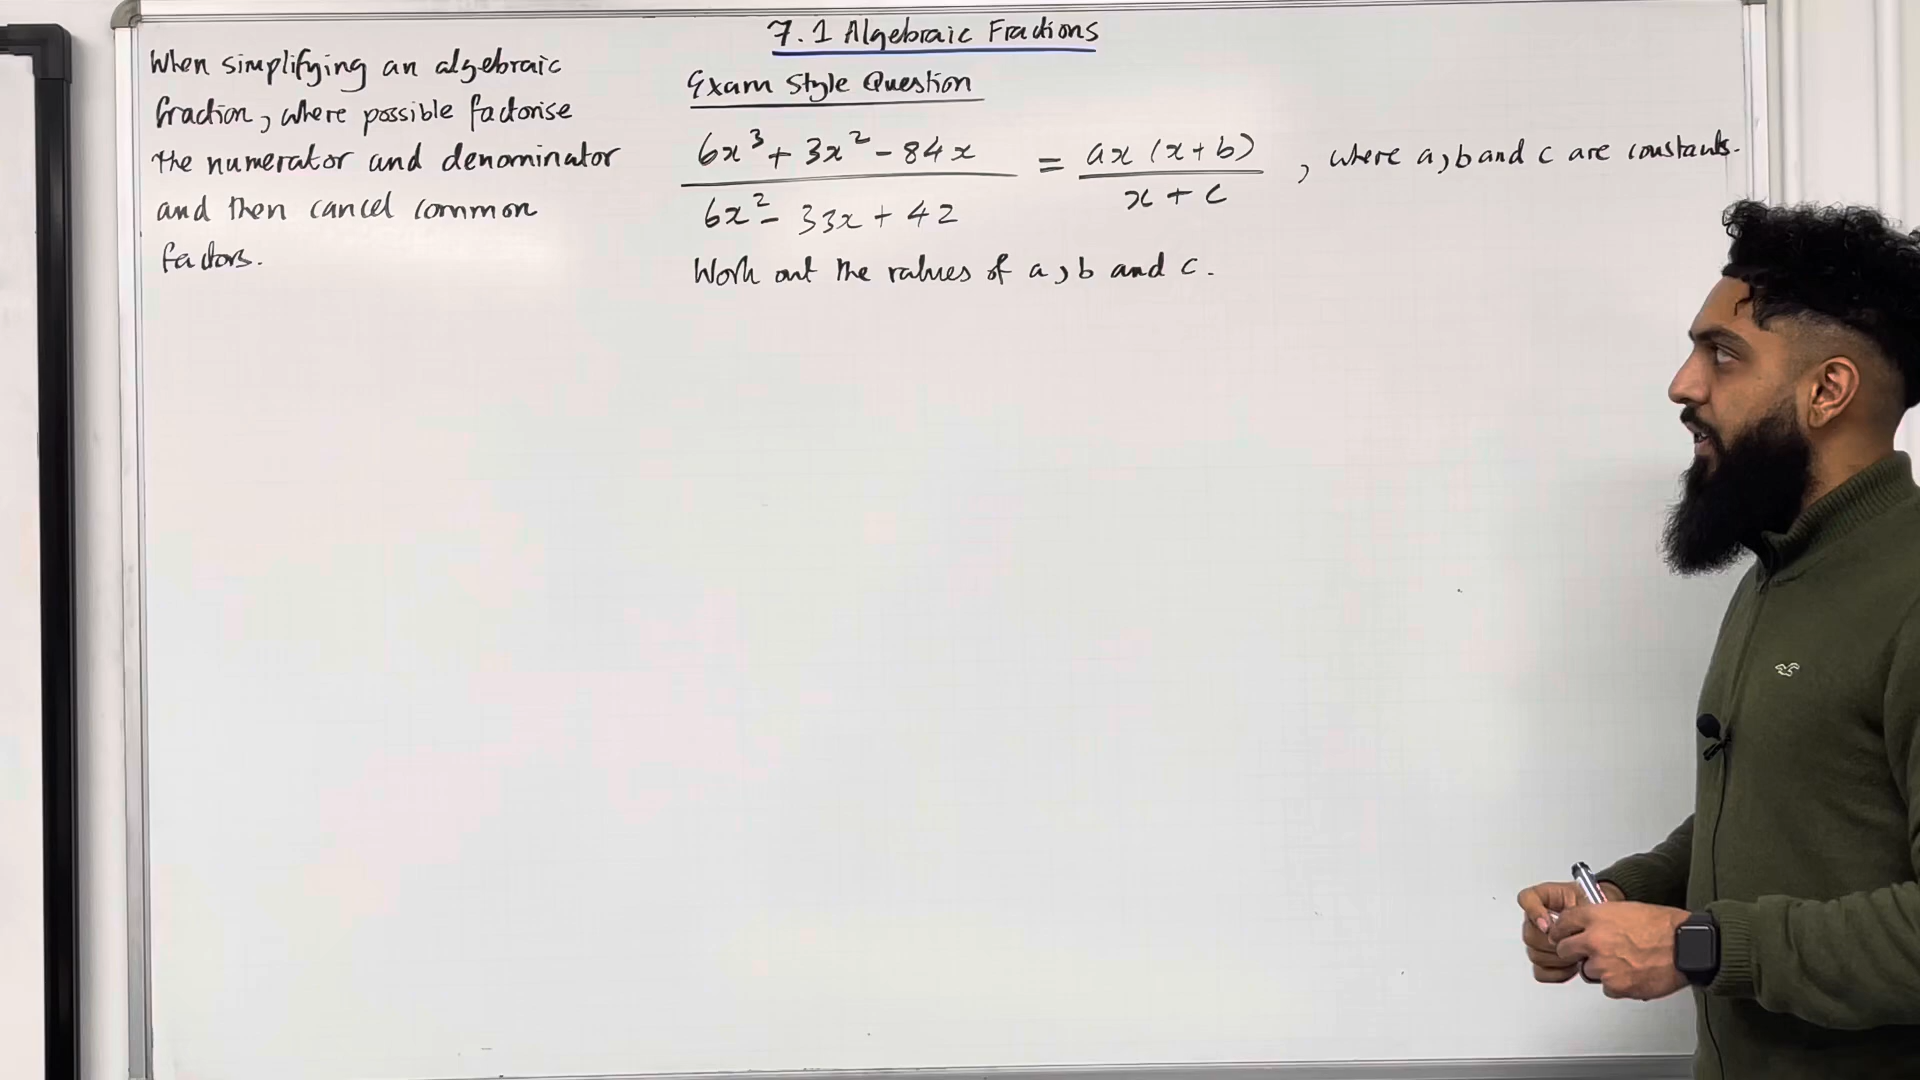 7.1 Algebraic Fractions
When simplifying an algebraic
fraction, where possible factorise
the numerator and denominator
and then cancel common
factors.
Exam Style Question
6x³ + 3x² - 84x / 6x² - 33x + 42 = ax (x + b) / x + c , where a, b and c are constants.
Work out the values of a, b and c.